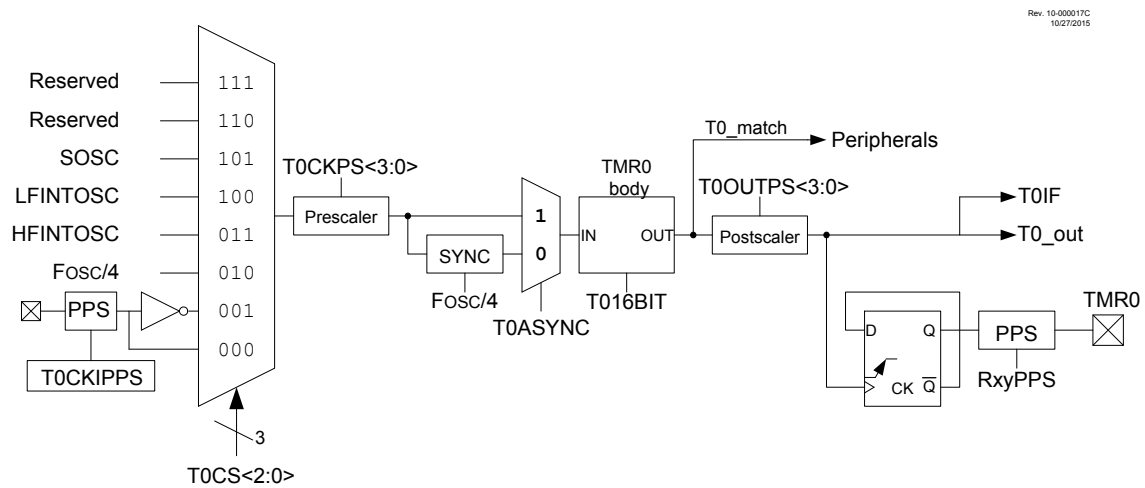 Rev. 10-000017C
10/27/2015
Reserved
111
Reserved
110
SOSC
101
LFINTOSC
100
HFINTOSC
011
FOSC/4
010
PPS
001
000
T0CKIPPS
3
T0CS<2:0>
T0CKPS<3:0>
Prescaler
SYNC
FOSC/4
1
0
T0ASYNC
TMR0
body
IN
OUT
T016BIT
T0_match
Peripherals
T0OUTPS<3:0>
Postscaler
T0IF
T0_out
D
Q
CK
Q
PPS
RxyPPS
TMR0